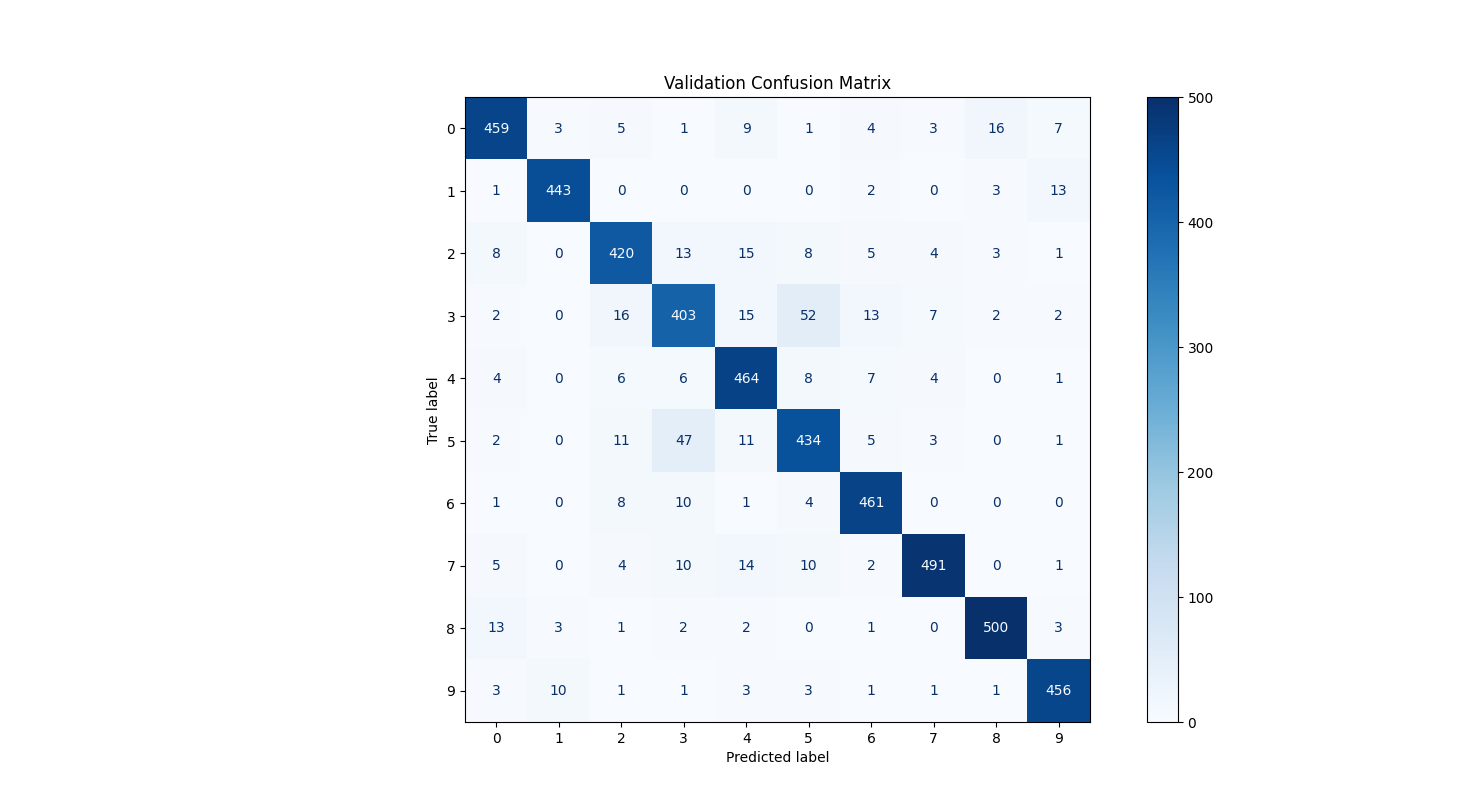 Validation Confusion Matrix
0 459 3 5 1 9 1 4 3 16 7
1 1 443 0 0 0 0 2 0 3 13
2 8 0 420 13 15 8 5 4 3 1
3 2 0 16 403 15 52 13 7 2 2
4 4 0 6 6 464 8 7 4 0 1
5 2 0 11 47 11 434 5 3 0 1
6 1 0 8 10 1 4 461 0 0 0
7 5 0 4 10 14 10 2 491 0 1
8 13 3 1 2 2 0 1 0 500 3
9 3 10 1 1 3 3 1 1 1 456
0 1 2 3 4 5 6 7 8 9
Predicted label
True label
500
400
300
200
100
0